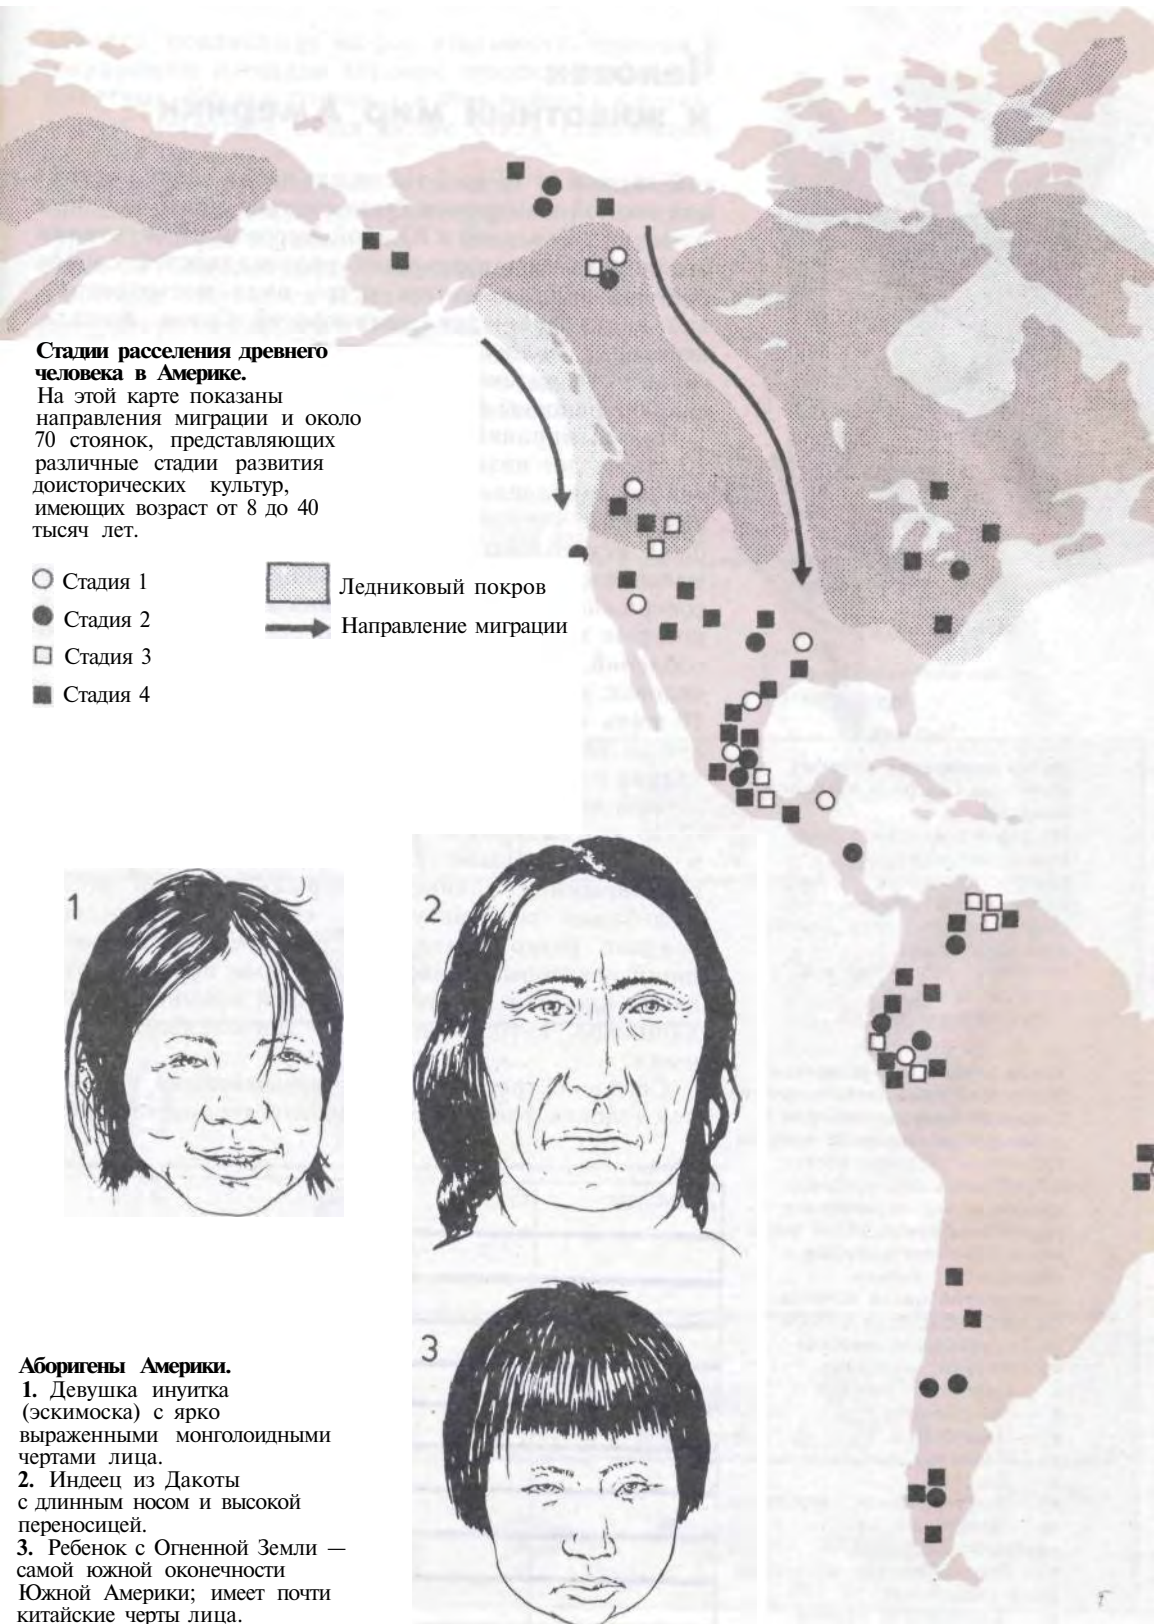 Стадии расселения древнего
человека в Америке.
На этой карте показаны
направления миграции и около
70 стоянок, представляющих
различные стадии развития
доисторических культур,
имеющих возраст от 8 до 40
тысяч лет.
Стадия 1
Стадия 2
Стадия 3
Стадия 4
Ледниковый покров
Направление миграции
1
2
3
Аборигены Америки.
1. Девушка инуитка
(эскимоска) с ярко
выраженными монголоидными
чертами лица.
2. Индеец из Дакоты
с длинным носом и высокой
переносицей.
3. Ребенок с Огненной Земли —
самой южной оконечности
Южной Америки; имеет почти
китайские черты лица.